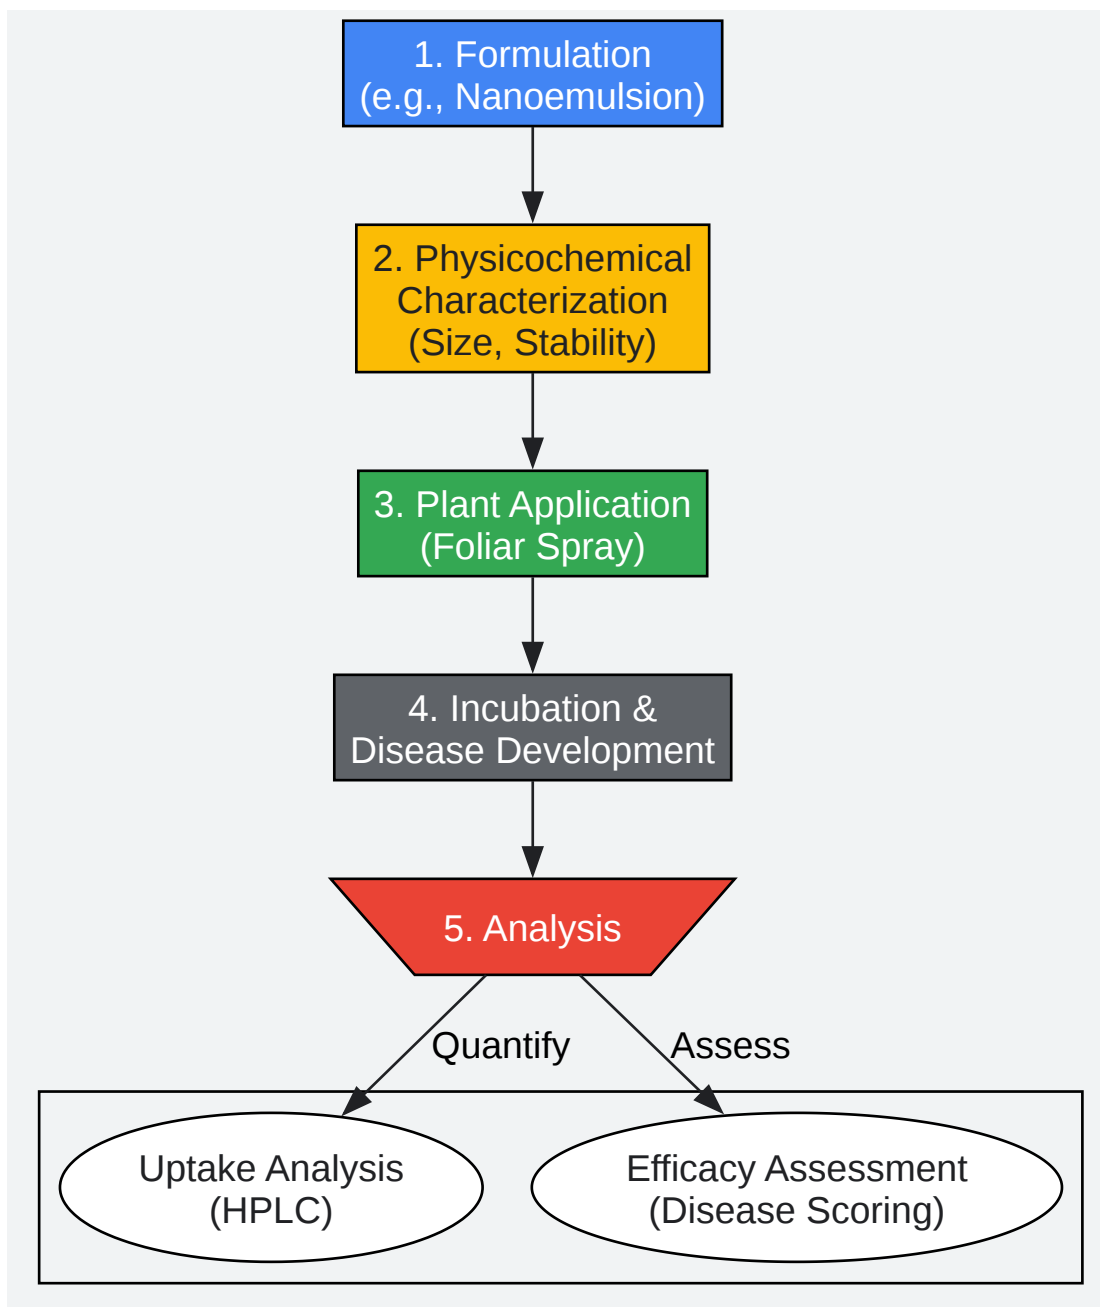 1. Formulation
(e.g., Nanoemulsion)
2. Physicochemical
Characterization
(Size, Stability)
3. Plant Application
(Foliar Spray)
4. Incubation &
Disease Development
5. Analysis
Quantify
Assess
Uptake Analysis
(HPLC)
Efficacy Assessment
(Disease Scoring)